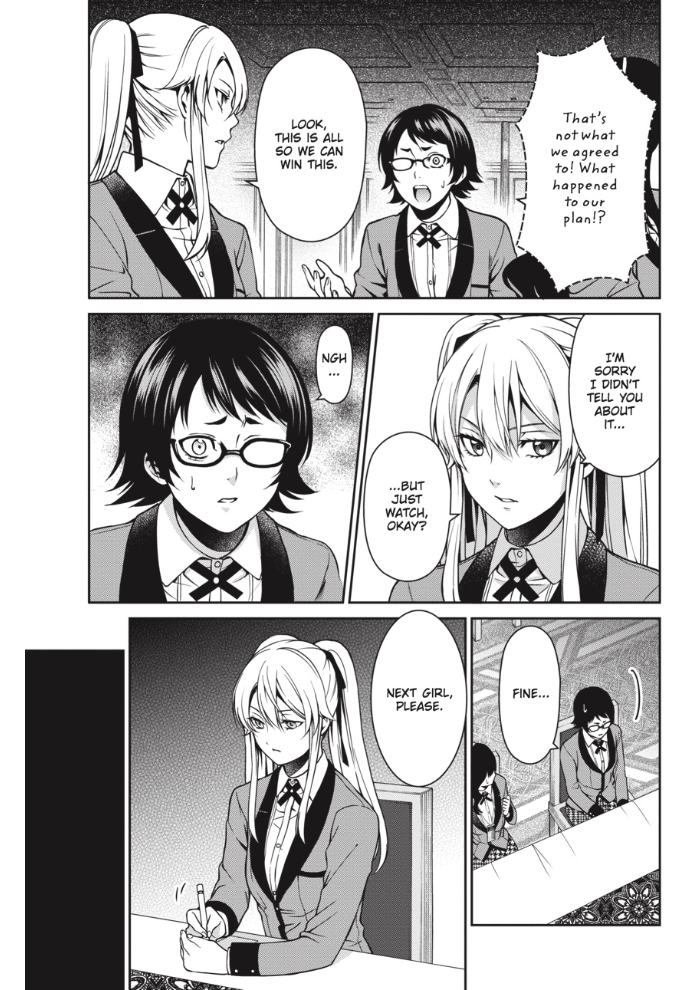 That's
not what
we agreed
to! What
happened
to our
plan!?
LOOK,
THIS IS ALL
SO WE CAN
WIN THIS.
I'M
SORRY
I DIDN'T
TELL YOU
ABOUT
IT...
...BUT
JUST
WATCH,
OKAY?
NGH
...
FINE...
NEXT GIRL,
PLEASE.